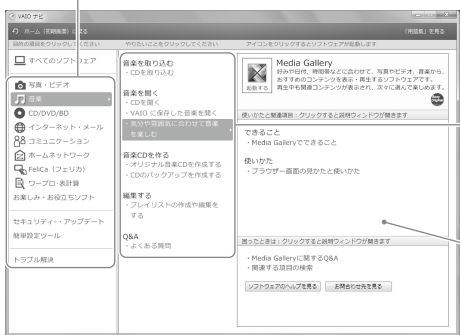 VAIO ナビ
ホーム (初期画面) に戻る
「用語集」を見る
目的の項目をクリックしてください
やりたいことをクリックしてください
アイコンをクリックするとソフトウェアが起動します
すべてのソフトウェア
写真・ビデオ
音楽
CD/DVD/BD
インターネット・メール
コミュニケーション
ホームネットワーク
FeliCa（フェリカ）
ワープロ・表計算
お楽しみ・お役立ちソフト
セキュリティ・アップデート
簡単設定ツール
トラブル解決
音楽を取り込む
・CDを取り込む
音楽を聞く
・CDを聞く
・VAIO に保存した音楽を聞く
・気分や雰囲気に合わせて音楽
を楽しむ
音楽CDを作る
・オリジナル音楽CDを作成する
・CDのバックアップを作成する
編集する
・プレイリストの作成や編集を
する
Q&A
・よくある質問
起動する
Media Gallery
好みや日付、時間帯などに合わせて、写真やビデオ、音楽から、
おすすめのコンテンツを表示・再生するソフトウェアです。
再生中も関連コンテンツが表示され、次々に選んで楽しめます。
使いかたと関連項目：クリックすると説明ウィンドウが開きます
できること
・Media Galleryでできること
使いかた
・ブラウザー画面の見かたと使いかた
困ったときは：クリックすると説明ウィンドウが開きます
・Media Galleryに関するQ&A
・関連する項目の検索
ソフトウェアのヘルプを見る
お問合わせ先を見る